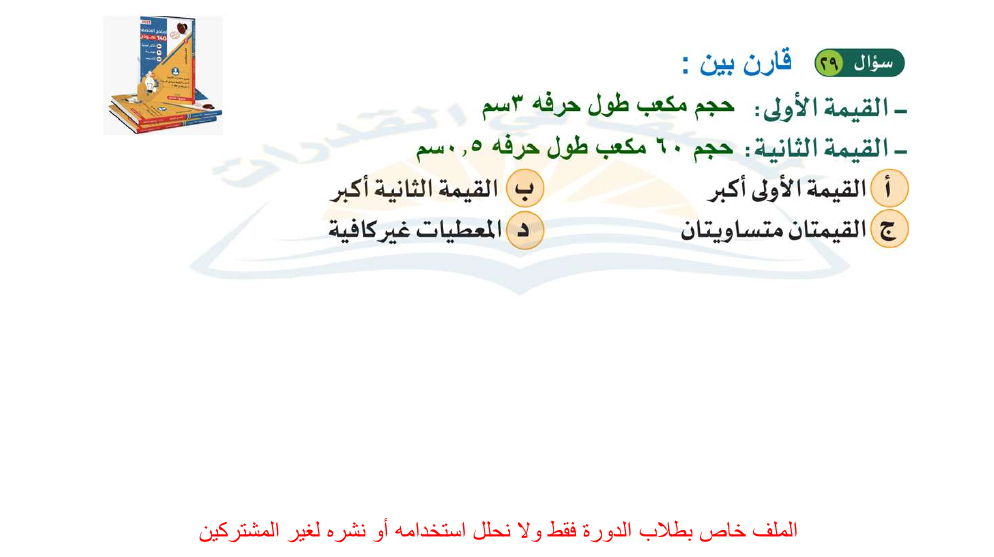 سؤال ٢٩ قارن بين :
– القيمة الأولى: حجم مكعب طول حرفه ٣سم
– القيمة الثانية: حجم ٦٠ مكعب طول حرفه ٠,٥سم
أ القيمة الأولى أكبر ب القيمة الثانية أكبر
ج القيمتان متساويتان د المعطيات غير كافية
الملف خاص بطلاب الدورة فقط ولا نحلل استخدامه أو نشره لغير المشتركين